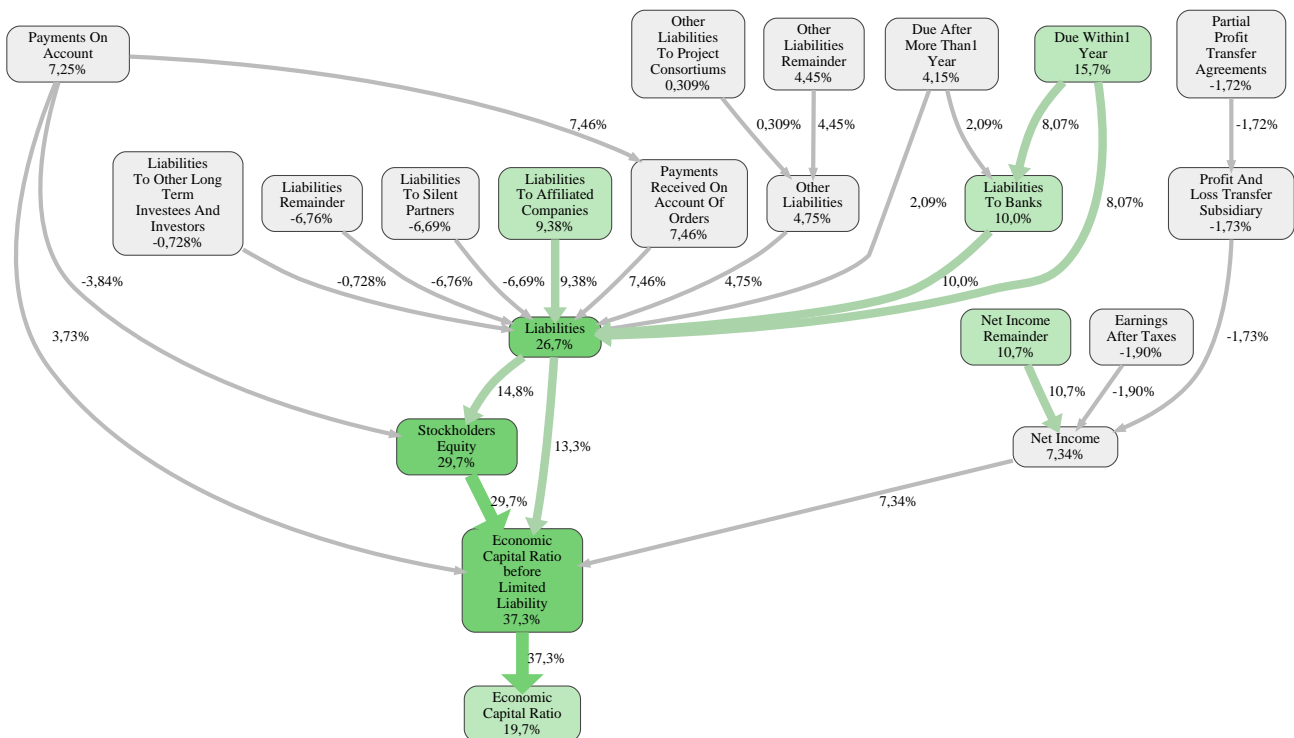 Payments On
Account
7,25%
Other
Liabilities
To Project
Consortiums
0,309%
Other
Liabilities
Remainder
4,45%
Due After
More Than1
Year
4,15%
Due Within1
Year
15,7%
Partial
Profit
Transfer
Agreements
-1,72%
7,46%
0,309%
4,45%
2,09%
8,07%
-1,72%
Liabilities
To Other Long
Term
Investees And
Investors
-0,728%
Liabilities
Remainder
-6,76%
Liabilities
To Silent
Partners
-6,69%
Liabilities
To Affiliated
Companies
9,38%
Payments
Received On
Account Of
Orders
7,46%
Other
Liabilities
4,75%
Liabilities
To Banks
10,0%
Profit And
Loss Transfer
Subsidiary
-1,73%
2,09%
8,07%
-3,84%
-0,728%
-6,76%
-6,69%
9,38%
7,46%
4,75%
10,0%
3,73%
Liabilities
26,7%
Net Income
Remainder
10,7%
Earnings
After Taxes
-1,90%
-1,73%
14,8%
10,7%
-1,90%
Stockholders
Equity
29,7%
13,3%
Net Income
7,34%
29,7%
7,34%
Economic
Capital Ratio
before
Limited
Liability
37,3%
37,3%
Economic
Capital Ratio
19,7%